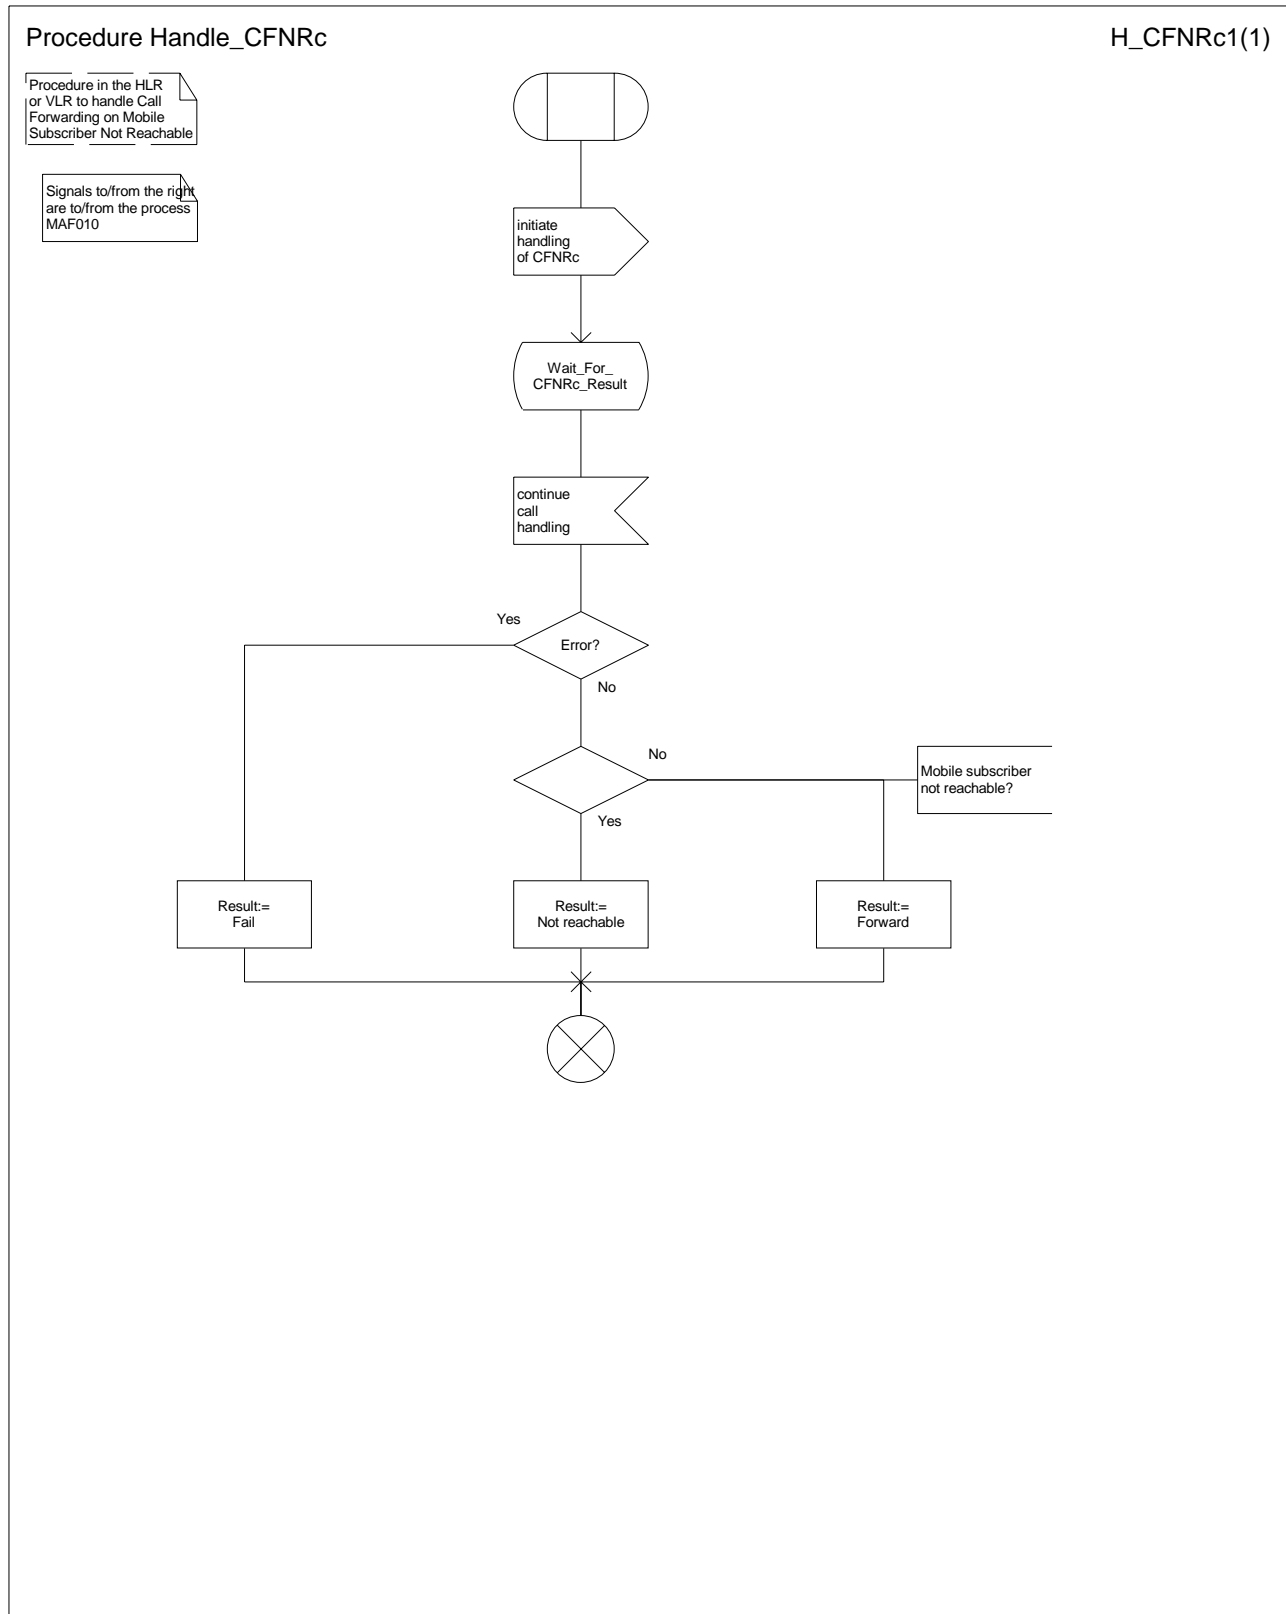 Procedure Handle_CFNRc
H_CFNRc1(1)
Procedure in the HLR
or VLR to handle Call
Forwarding on Mobile
Subscriber Not Reachable
Signals to/from the right
are to/from the process
MAF010
initiate
handling
of CFNRc
Wait_For_
CFNRc_Result
continue
call
handling
Yes
Error?
No
No
Mobile subscriber
not reachable?
Yes
Result:=
Fail
Result:=
Not reachable
Result:=
Forward